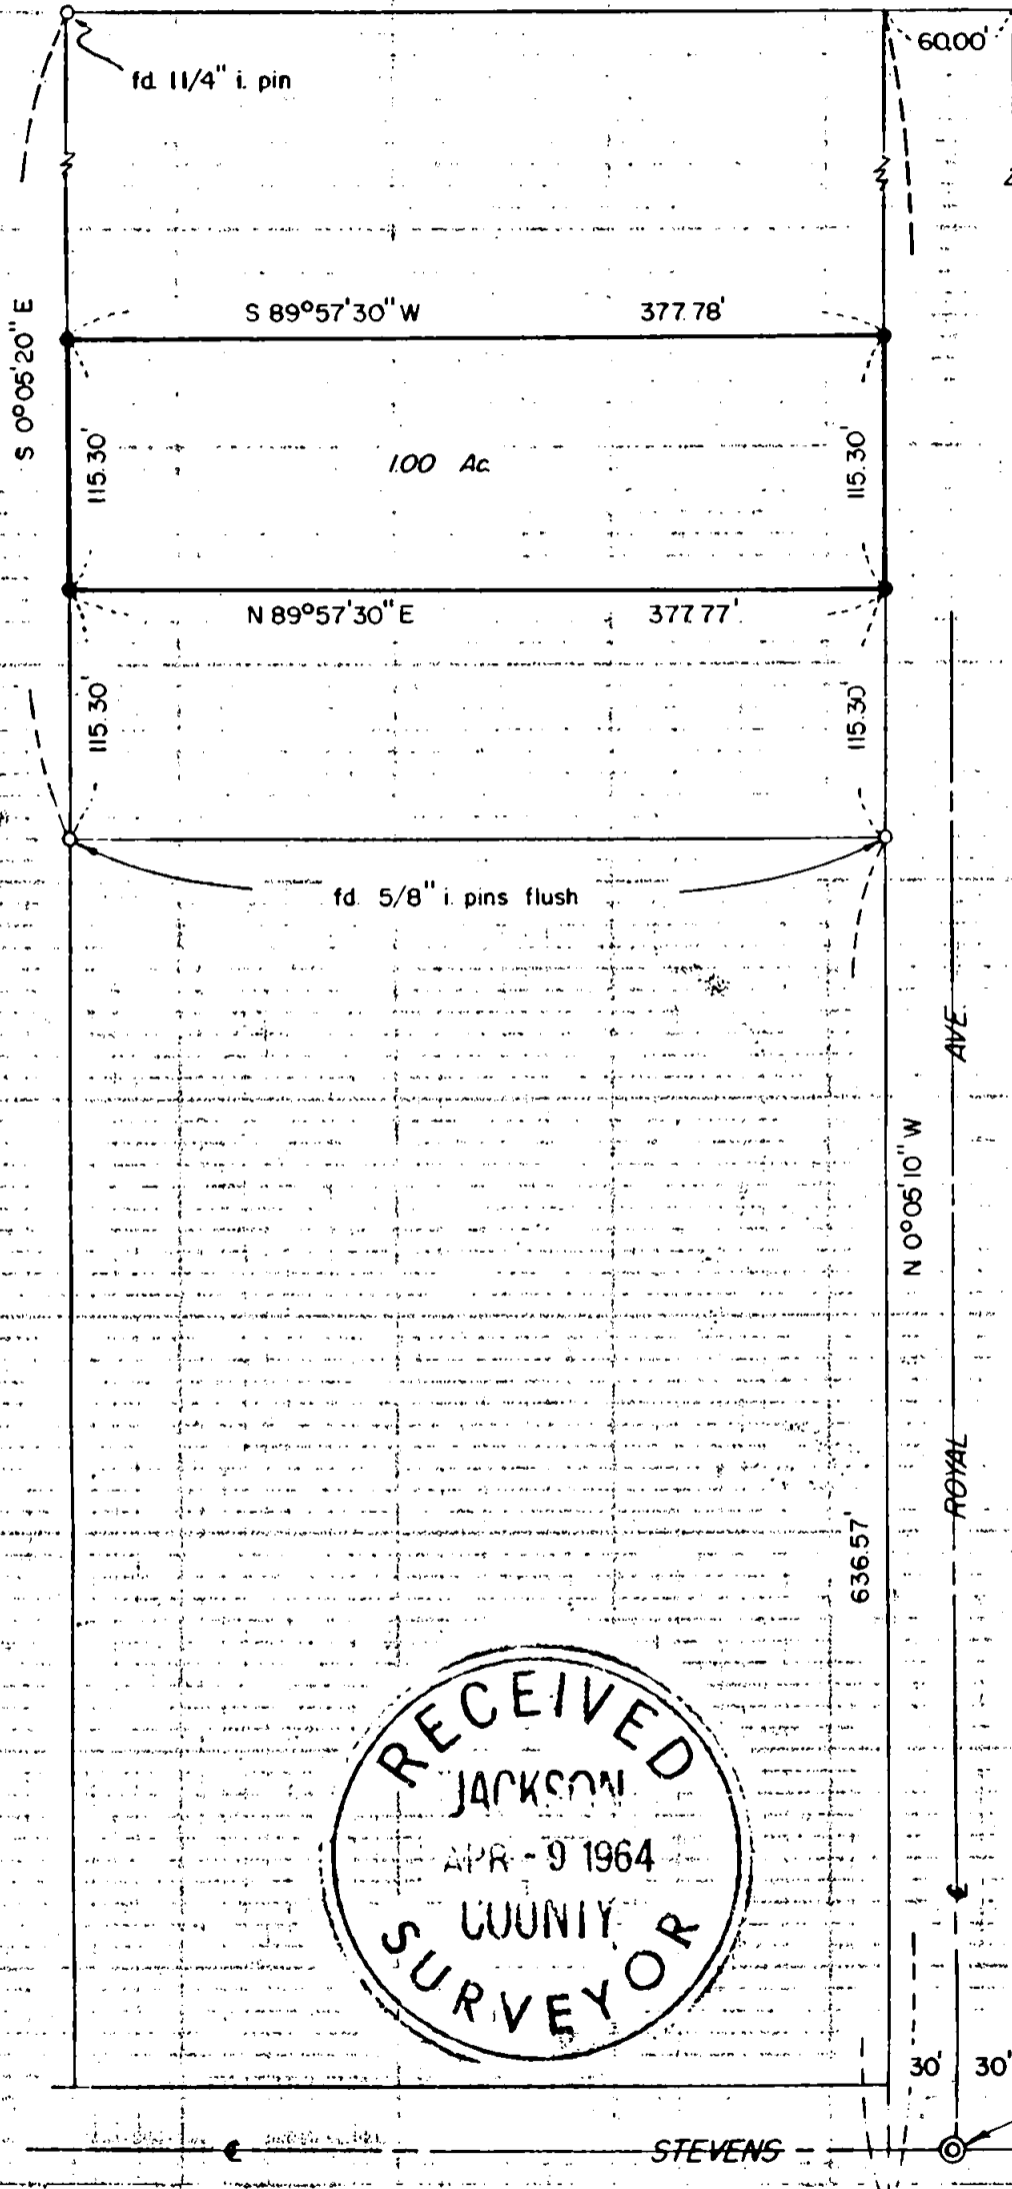 60.00'
fd. 1 1/4" i. pin
S 0°05'20" E
S 89°57'30" W 377.78'
115.30'
1.00 Ac.
115.30'
N 89°57'30" E 377.77'
115.30'
115.30'
fd. 5/8" i. pins flush
ROYAL AVE.
N 0°05'10" W
636.57'
RECEIVED
JACKSON
APR - 9 1964
COUNTY
SURVEYOR
30' 30'
℄
℄ STEVENS